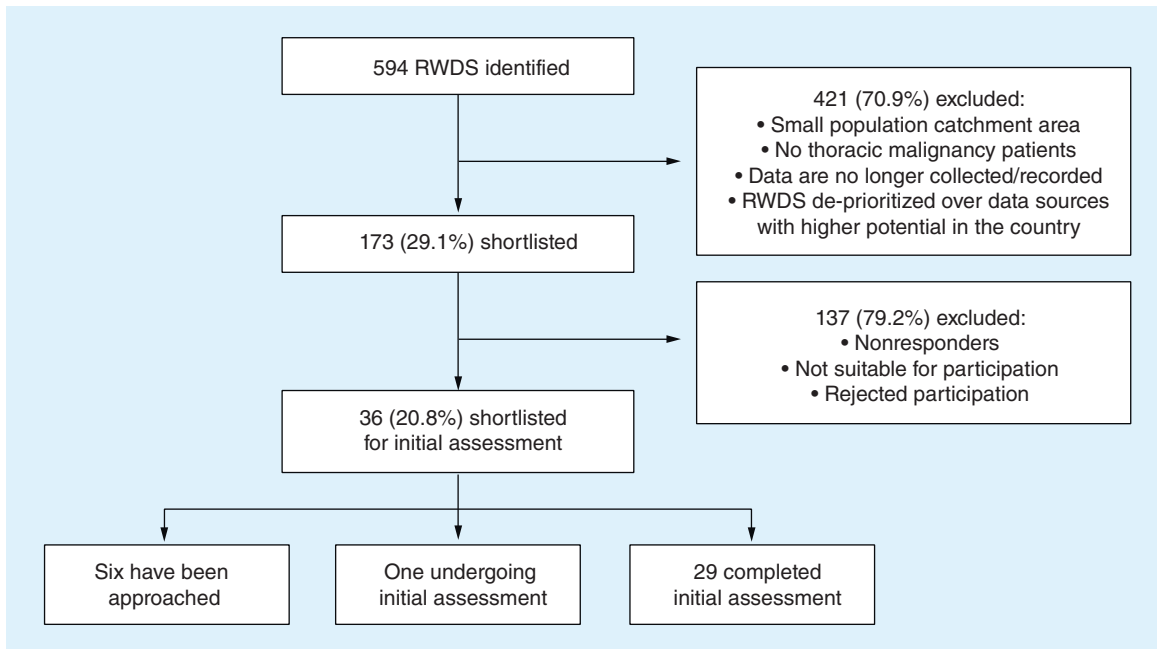 594 RWDS identified
421 (70.9%) excluded:
• Small population catchment area
• No thoracic malignancy patients
• Data are no longer collected/recorded
• RWDS de-prioritized over data sources
with higher potential in the country
173 (29.1%) shortlisted
137 (79.2%) excluded:
• Nonresponders
• Not suitable for participation
• Rejected participation
36 (20.8%) shortlisted
for initial assessment
Six have been
approached
One undergoing
initial assessment
29 completed
initial assessment